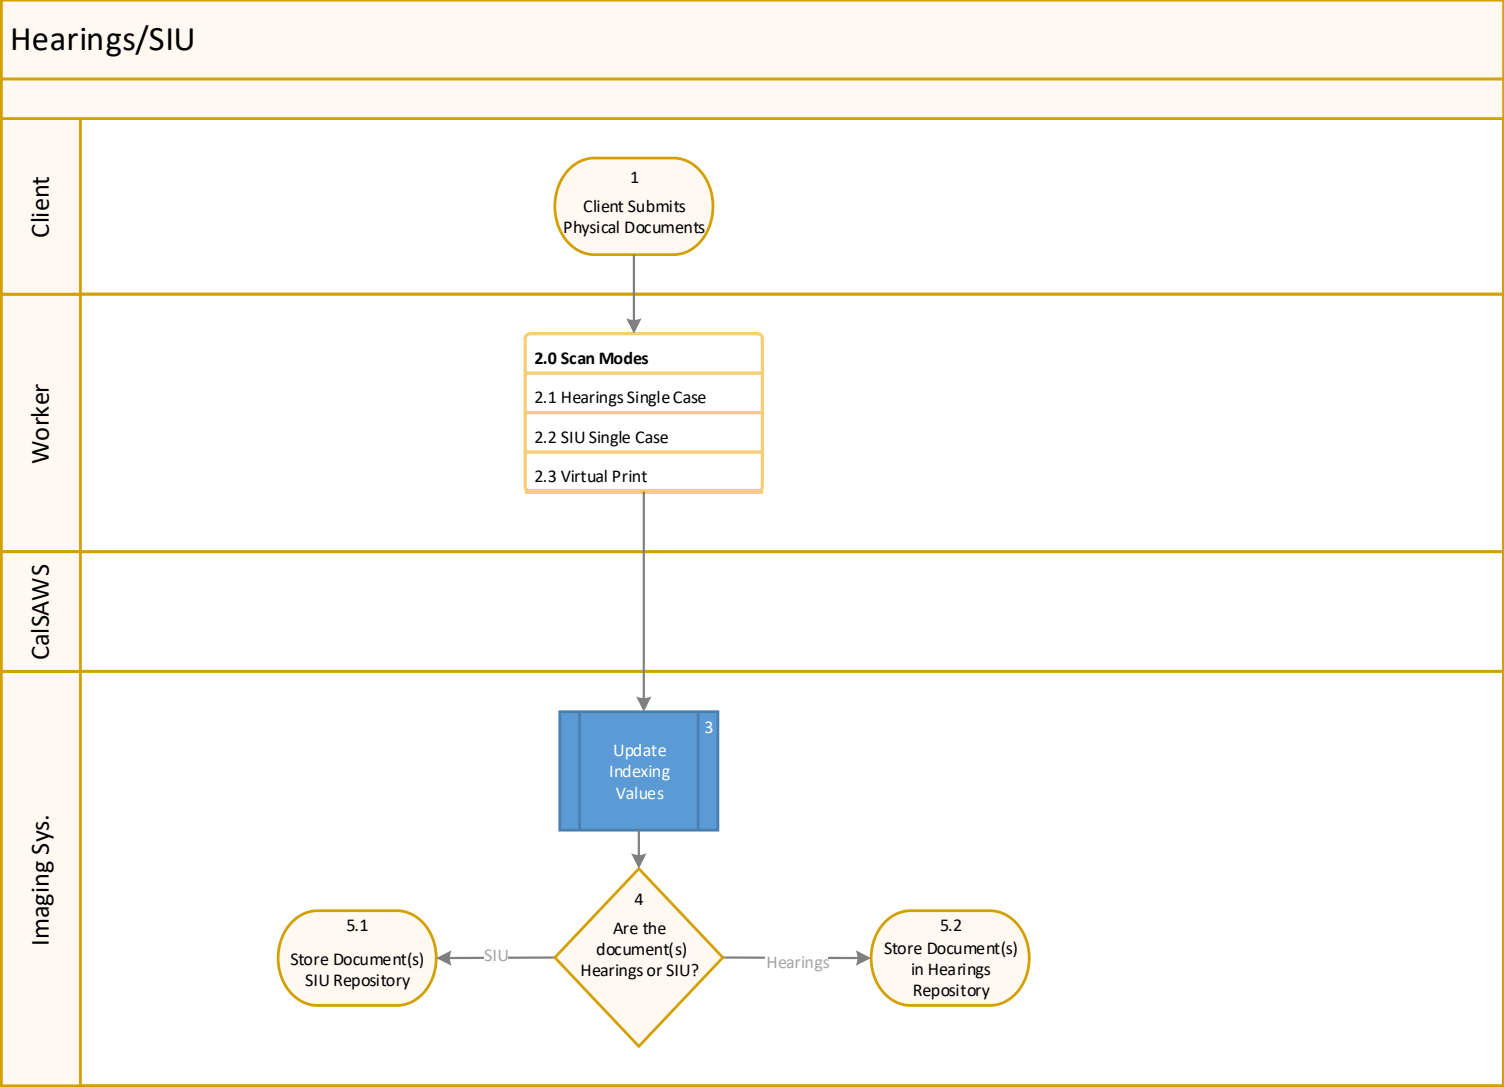 Hearings/SIU
Client
1
Client Submits
Physical Documents
Worker
2.0 Scan Modes
2.1 Hearings Single Case
2.2 SIU Single Case
2.3 Virtual Print
CalSAWS
Imaging Sys.
3
Update
Indexing
Values
4
Are the
document(s)
Hearings or SIU?
SIU
Hearings
5.1
Store Document(s)
SIU Repository
5.2
Store Document(s)
in Hearings
Repository